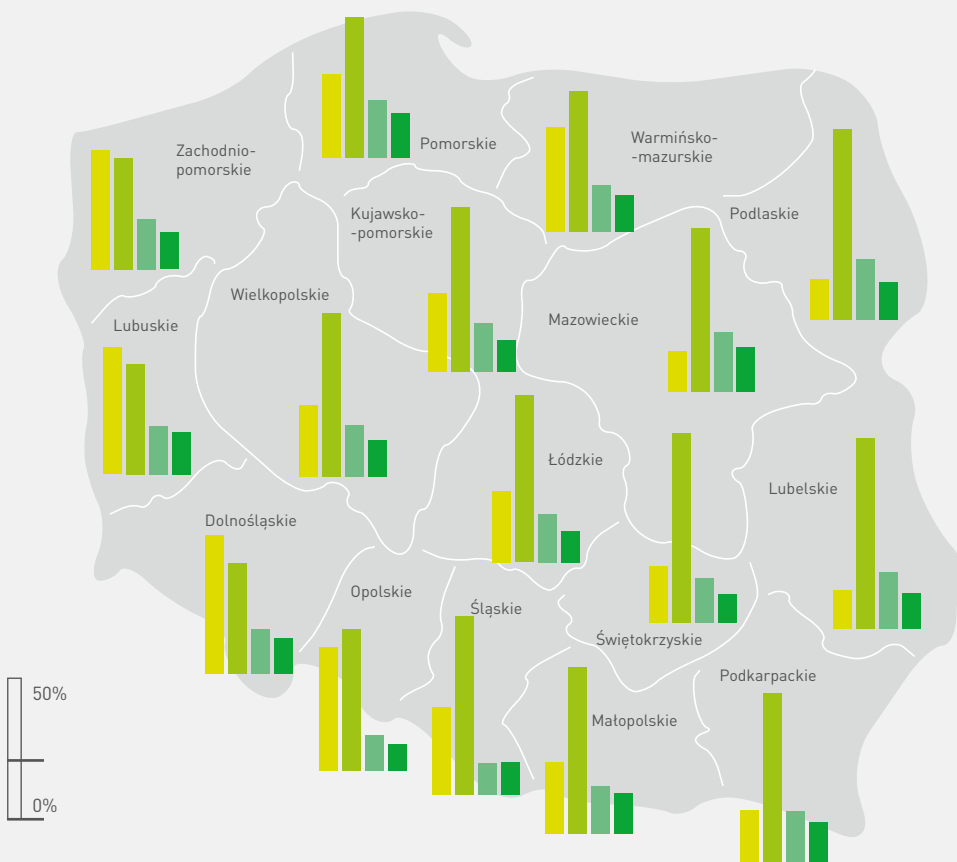 Pomorskie
Warmińsko-
-mazurskie
Zachodnio-
pomorskie
Kujawsko-
-pomorskie
Podlaskie
Wielkopolskie
Mazowieckie
Lubuskie
Łódzkie
Lubelskie
Dolnośląskie
Opolskie
Śląskie
Świętokrzyskie
Podkarpackie
Małopolskie
50%
0%